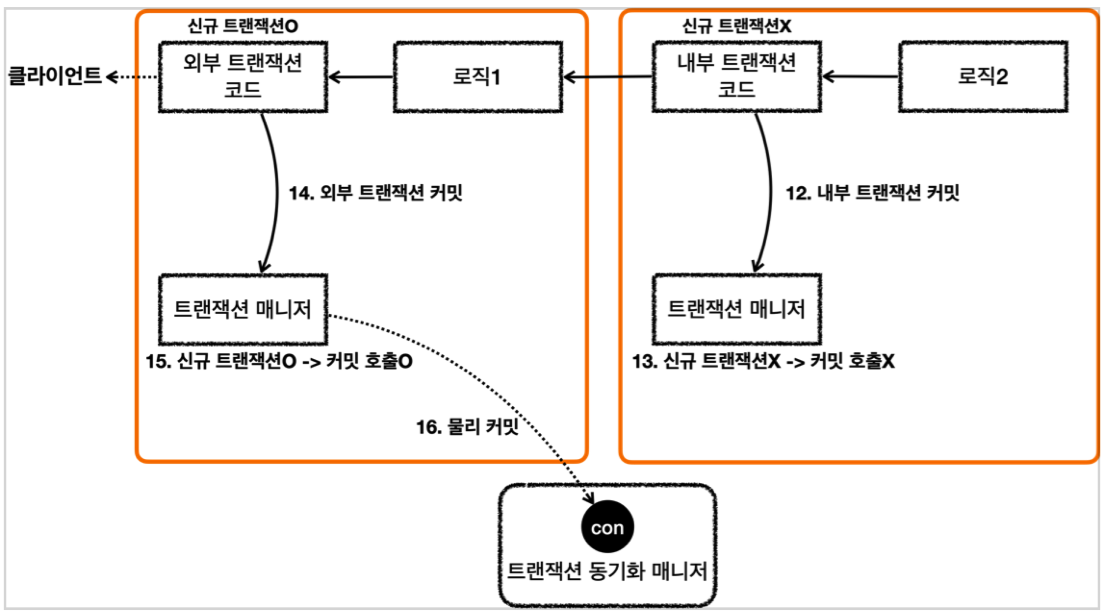 신규 트랜잭션O
신규 트랜잭션X
클라이언트
외부 트랜잭션
코드
로직1
내부 트랜잭션
코드
로직2
14. 외부 트랜잭션 커밋
12. 내부 트랜잭션 커밋
트랜잭션 매니저
트랜잭션 매니저
15. 신규 트랜잭션O -> 커밋 호출O
13. 신규 트랜잭션X -> 커밋 호출X
16. 물리 커밋
con
트랜잭션 동기화 매니저